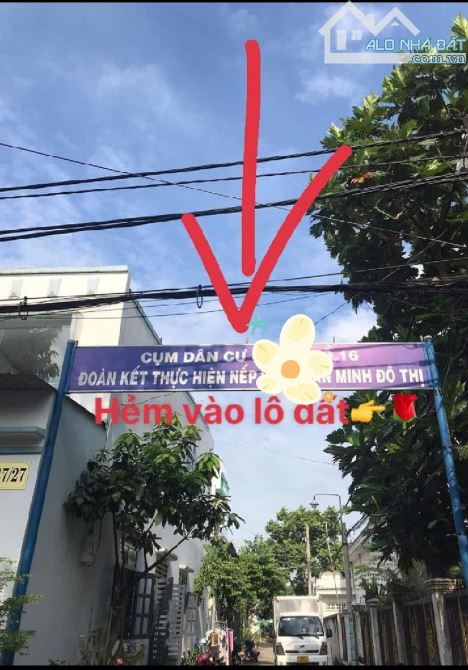 ALO NHÀ ĐẤT
.com.vn
CỤM DÂN CƯ 16
ĐOÀN KẾT THỰC HIỆN NẾP MINH ĐÔ THỊ
Hẻm vào lô đất👉🌹
7/27